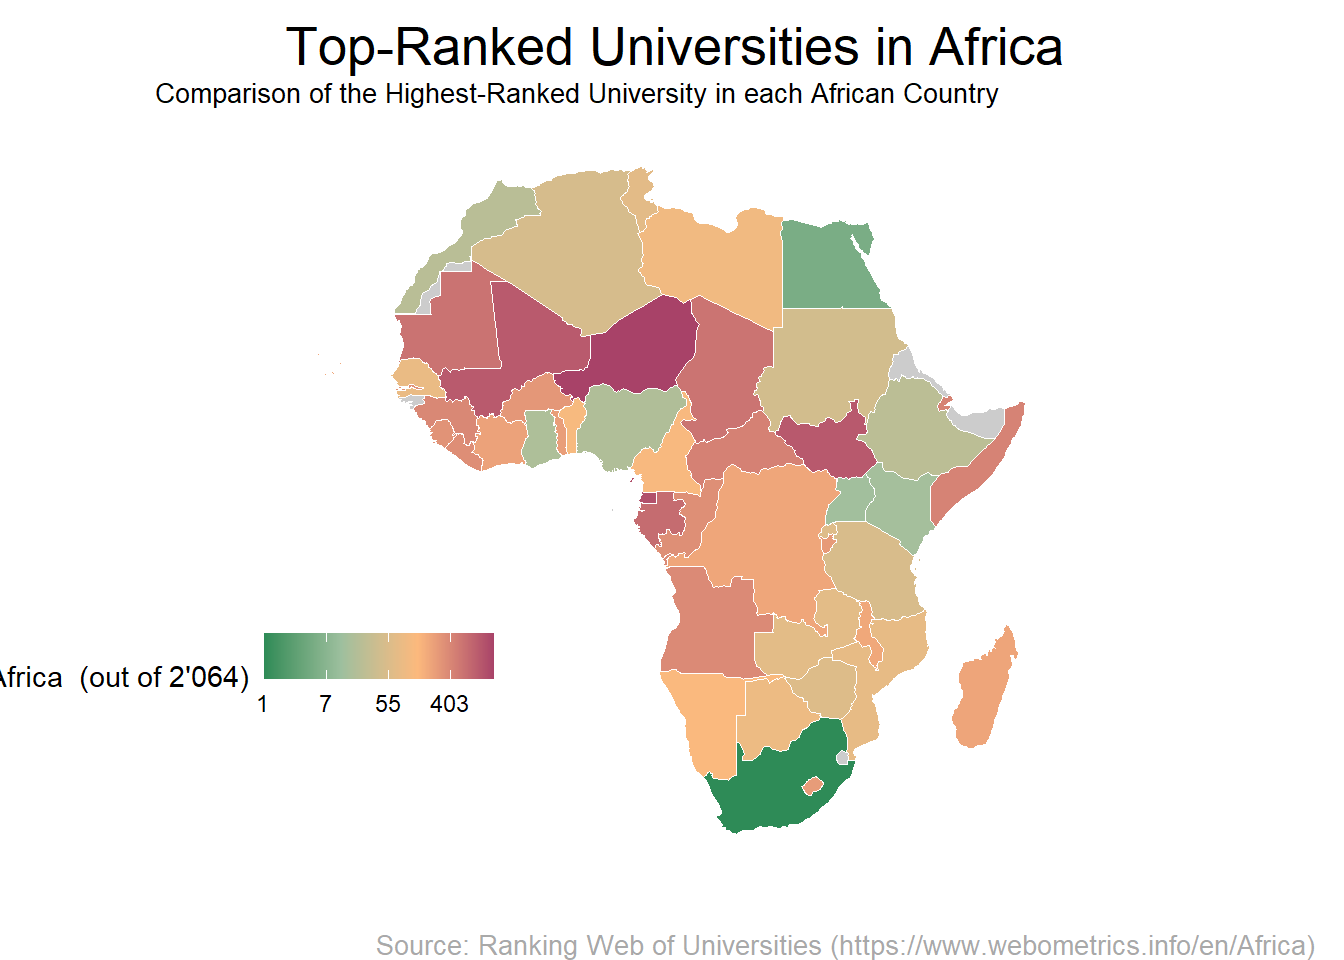 Top-Ranked Universities in Africa
Comparison of the Highest-Ranked University in each African Country
Africa (out of 2'064)
1 7 55 403
Source: Ranking Web of Universities (https://www.webometrics.info/en/Africa)